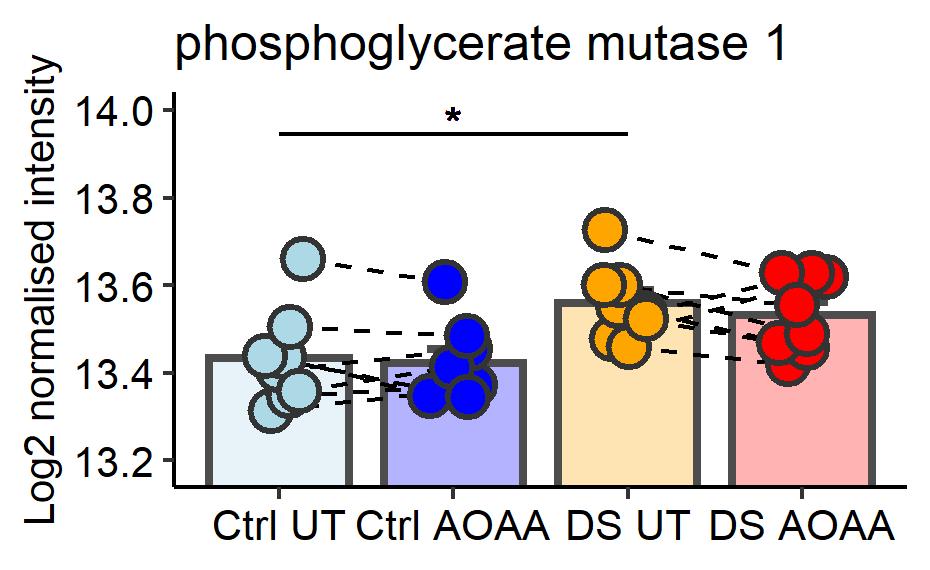 phosphoglycerate mutase 1
Log2 normalised intensity
14.0
13.8
13.6
13.4
13.2
*
Ctrl UT Ctrl AOAA DS UT DS AOAA